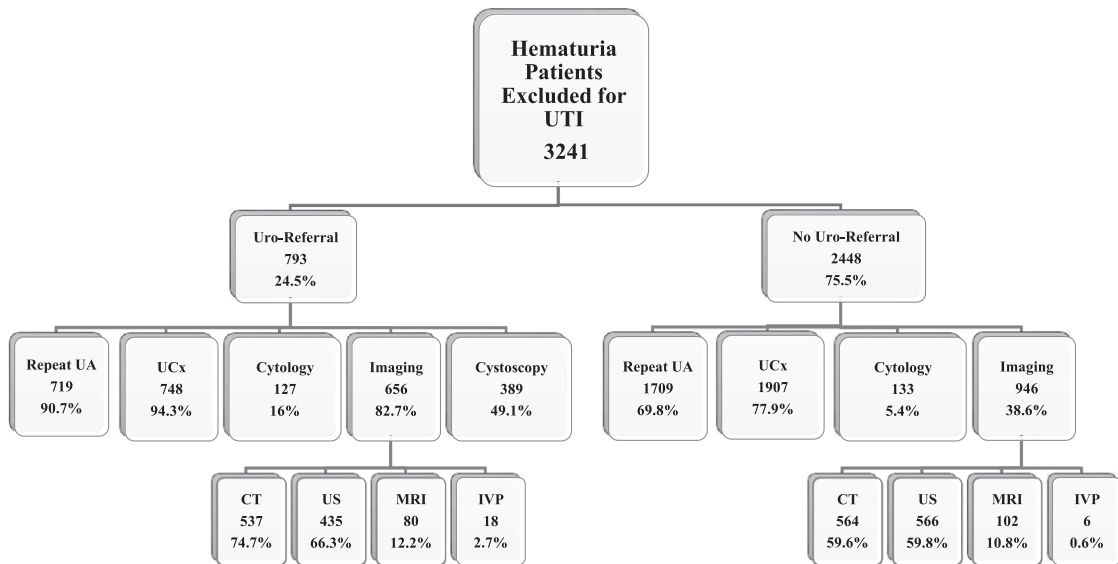 Hematuria
Patients
Excluded for
UTI
3241
Uro-Referral
793
24.5%
No Uro-Referral
2448
75.5%
Repeat UA
719
90.7%
UCx
748
94.3%
Cytology
127
16%
Imaging
656
82.7%
Cystoscopy
389
49.1%
Repeat UA
1709
69.8%
UCx
1907
77.9%
Cytology
133
5.4%
Imaging
946
38.6%
CT
537
74.7%
US
435
66.3%
MRI
80
12.2%
IVP
18
2.7%
CT
564
59.6%
US
566
59.8%
MRI
102
10.8%
IVP
6
0.6%